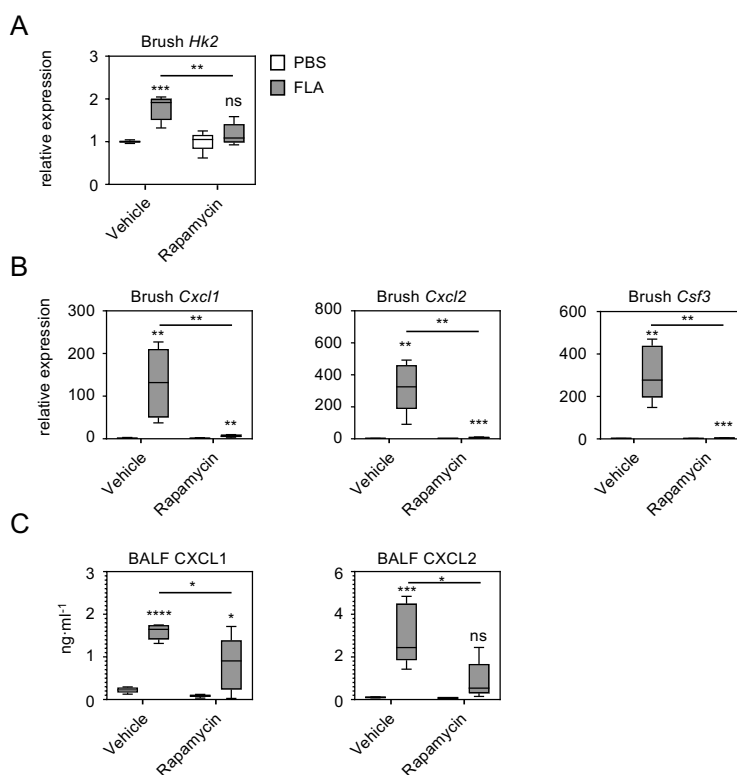 A
Brush Hk2
relative expression
3
2
1
0
**
***
ns
PBS
FLA
Vehicle
Rapamycin
B
Brush Cxcl1
relative expression
300
200
100
0
**
**
**
Vehicle
Rapamycin
Brush Cxcl2
800
600
400
200
0
**
**
***
Vehicle
Rapamycin
Brush Csf3
600
400
200
0
**
**
***
Vehicle
Rapamycin
C
BALF CXCL1
ng·ml-1
3
2
1
0
*
****
*
Vehicle
Rapamycin
BALF CXCL2
6
4
2
0
*
***
ns
Vehicle
Rapamycin